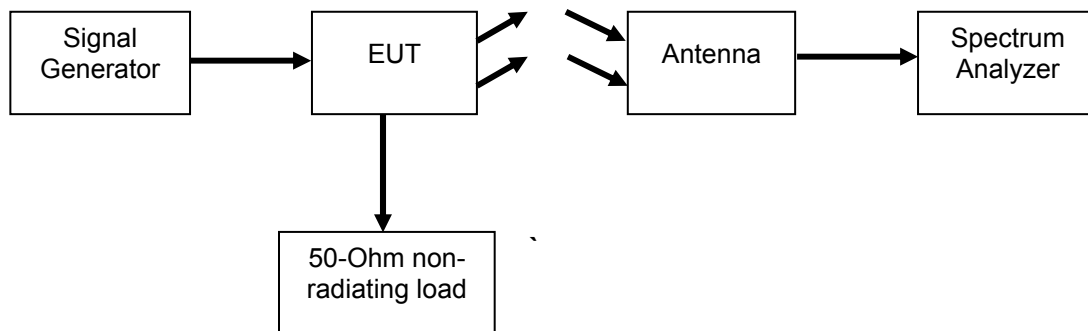 Signal
Generator
EUT
Antenna
Spectrum
Analyzer
50-Ohm non-
radiating load
`